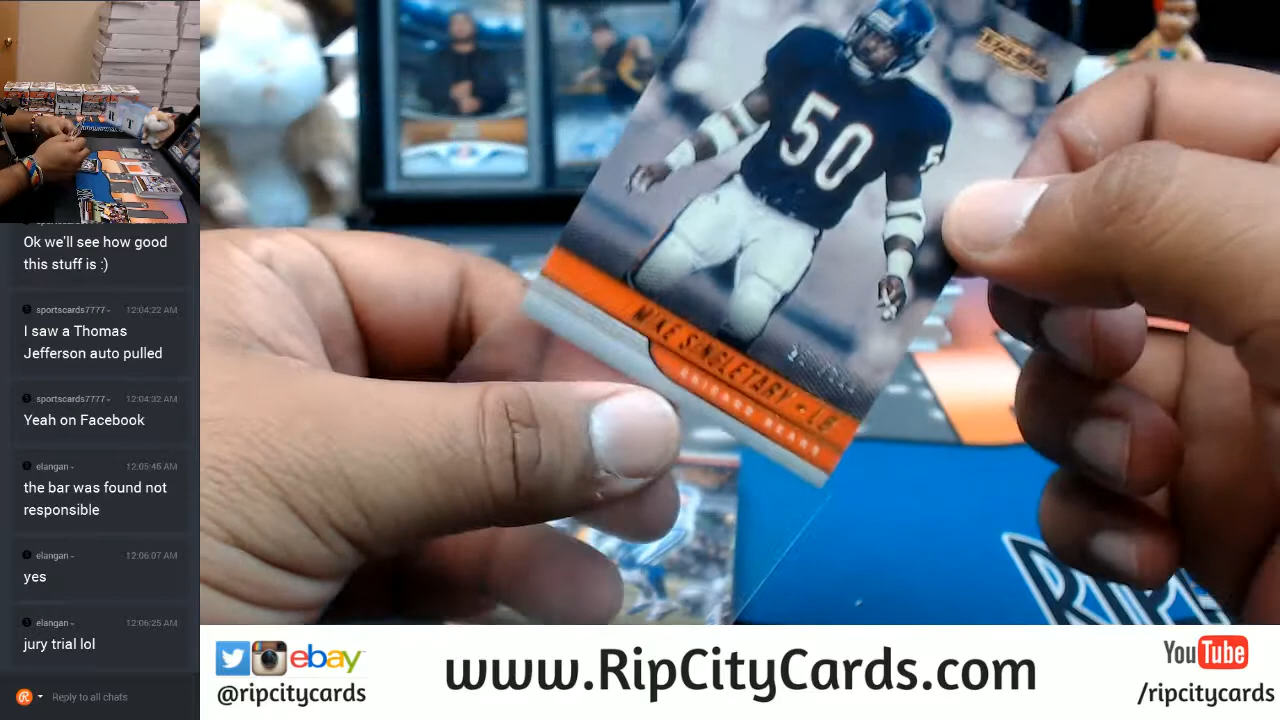 Ok we'll see how good
this stuff is :)
sportscards7777
12:04:22 AM
I saw a Thomas
Jefferson auto pulled
sportscards7777
12:04:32 AM
Yeah on Facebook
elangan
12:05:45 AM
the bar was found not
responsible
elangan
12:06:07 AM
yes
elangan
12:06:25 AM
jury trial lol
Reply to all chats
50
MIKE SINGLETARY • LB
CHICAGO BEARS
RIP
ebay
@ripcitycards
www.RipCityCards.com
YouTube
/ripcitycards